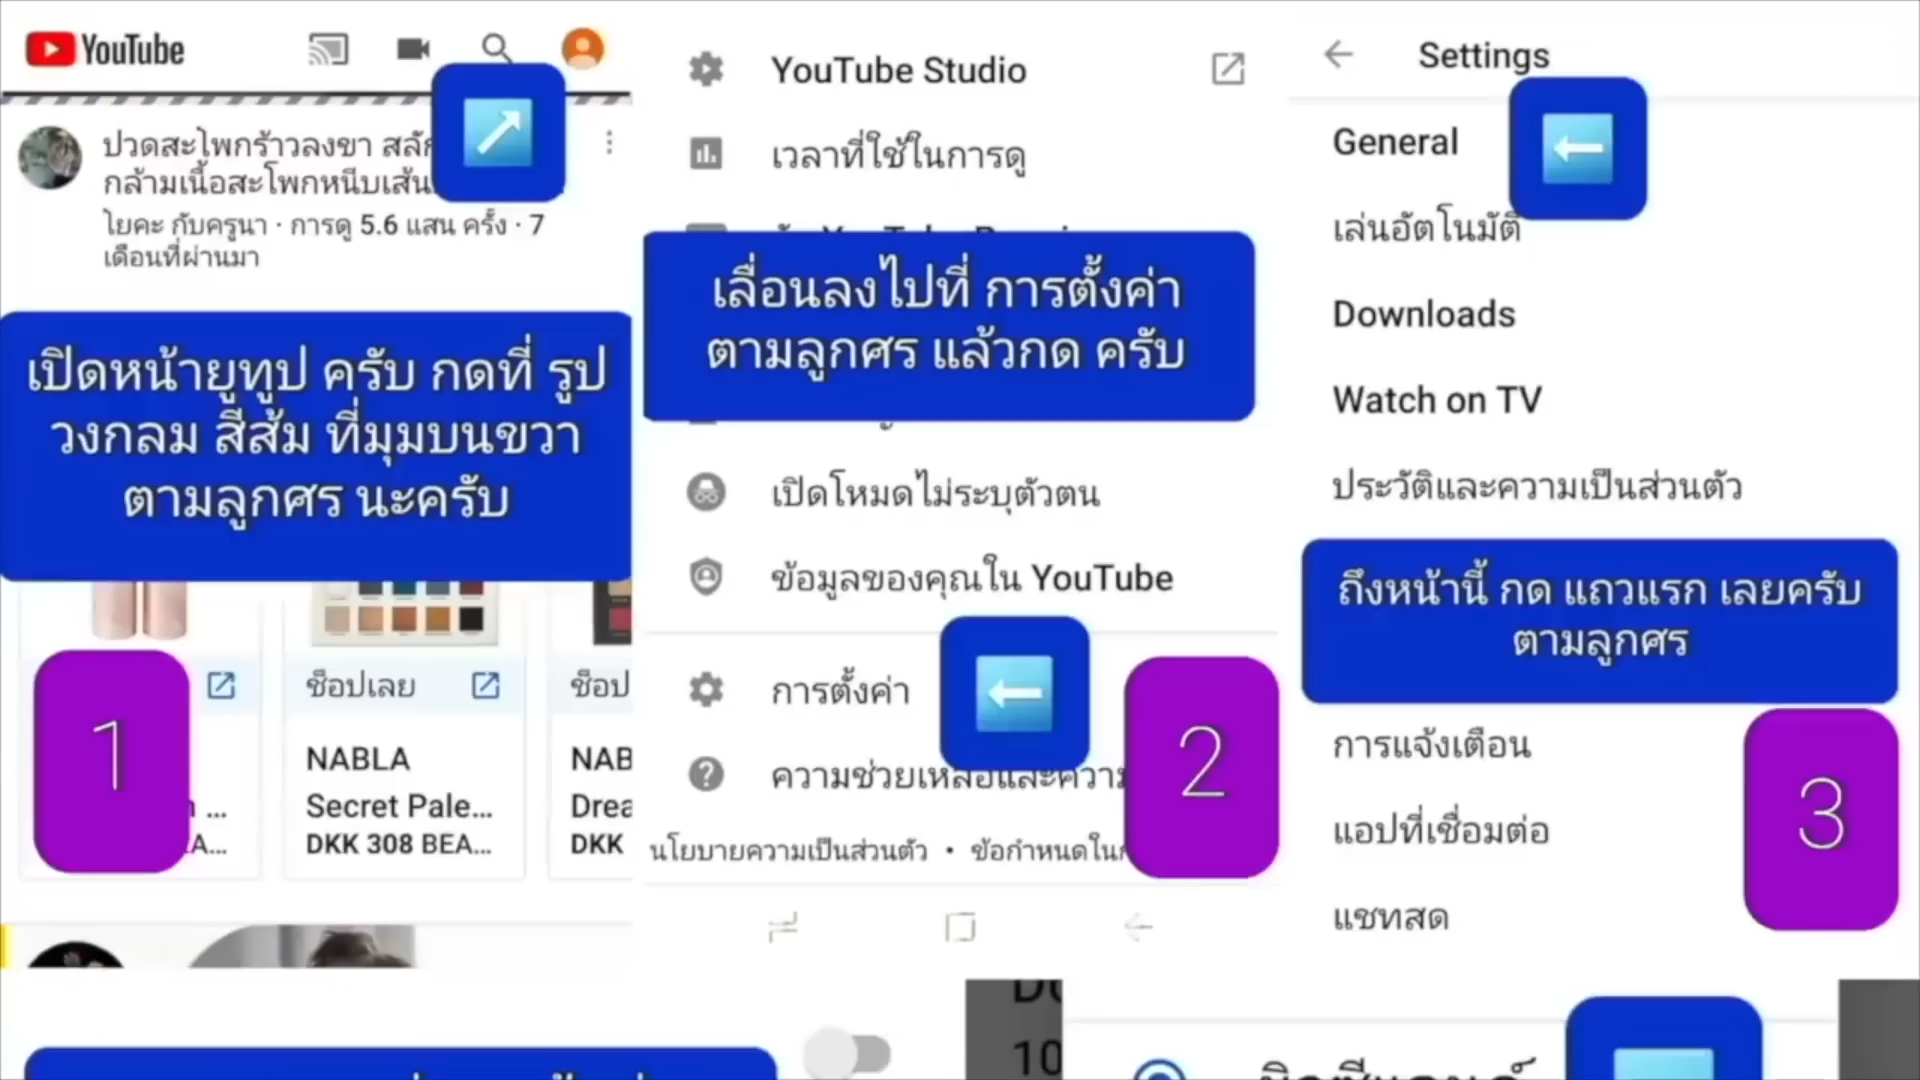 YouTube
ปวดสะโพกร้าวลงขา
กล้ามเนื้อสะโพกหนีบเส้น
โยคะ กับครูนา · การดู 5.6 แสน ครั้ง · 7
เดือนที่ผ่านมา
เปิดหน้ายูทูป ครับ กดที่ รูป
วงกลม สีส้ม ที่มุมบนขวา
ตามลูกศร นะครับ
1
ช็อปเลย
ช็อป
NABLA
Secret Pale...
DKK 308 BEA...
NAB
Drea
DKK
YouTube Studio
เวลาที่ใช้ในการดู
เลื่อนลงไปที่ การตั้งค่า
ตามลูกศร แล้วกด ครับ
เปิดโหมดไม่ระบุตัวตน
ข้อมูลของคุณใน YouTube
การตั้งค่า
ความช่วยเหลือและความ
2
นโยบายความเป็นส่วนตัว •
Settings
General
เล่นอัตโนมัติ
Downloads
Watch on TV
ประวัติและความเป็นส่วนตัว
ถึงหน้านี้ กด แถวแรก เลยครับ
ตามลูกศร
การแจ้งเตือน
แอปที่เชื่อมต่อ
แชทสด
3
10